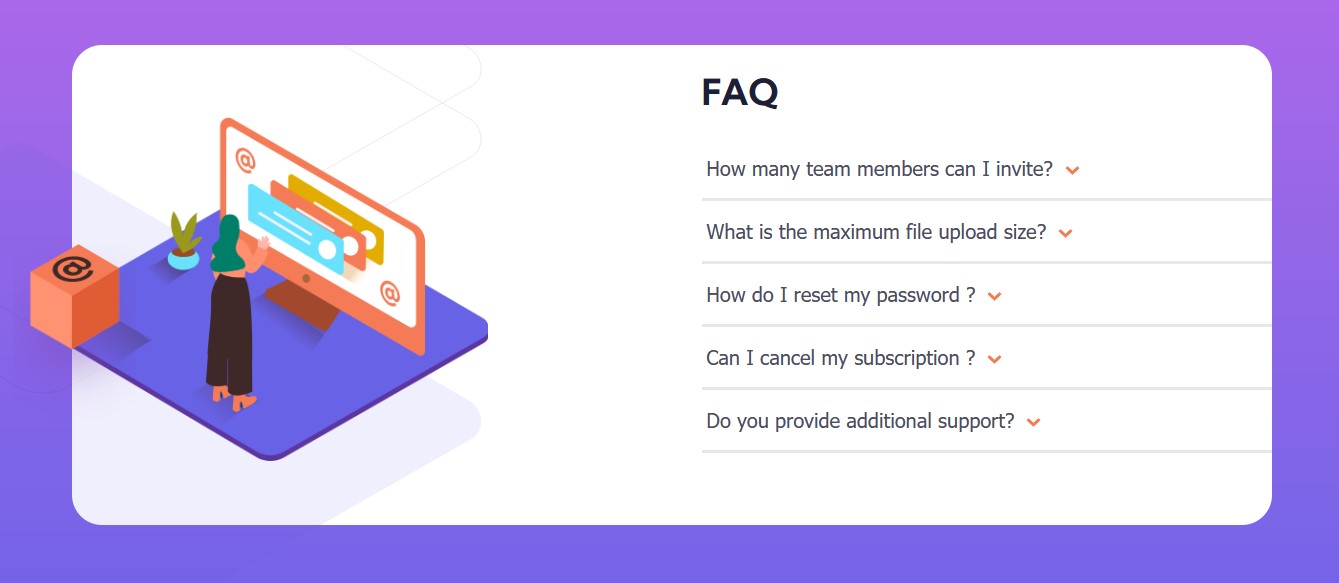 FAQ
How many team members can I invite?
What is the maximum file upload size?
How do I reset my password ?
Can I cancel my subscription ?
Do you provide additional support?
@
@
@